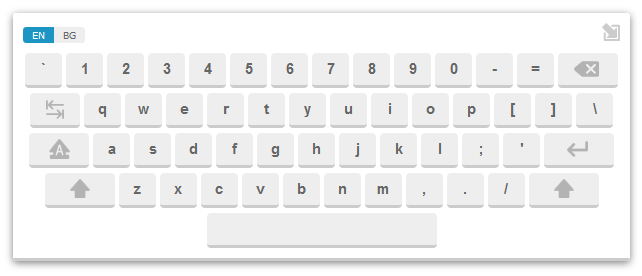 EN BG
` 1 2 3 4 5 6 7 8 9 0 - =
q w e r t y u i o p [ ] \
A a s d f g h j k l ; '
z x c v b n m , . /